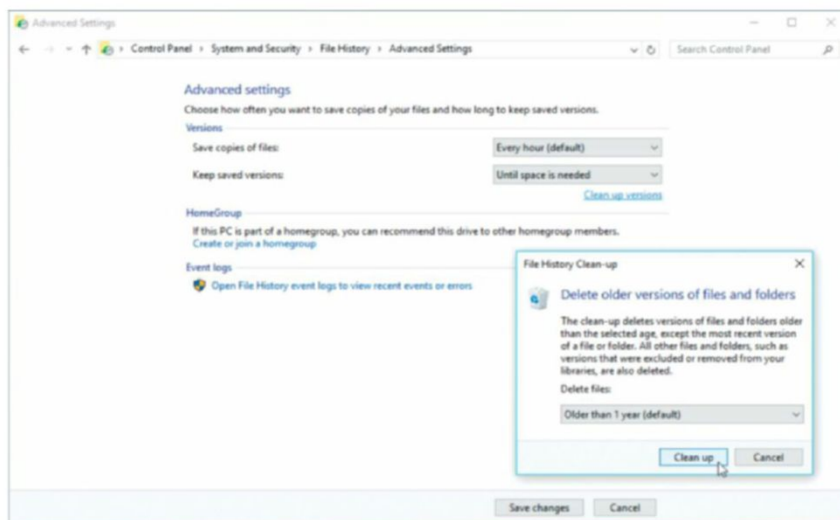 Advanced Settings
Control Panel > System and Security > File History > Advanced Settings
Search Control Panel
Advanced settings
Choose how often you want to save copies of your files and how long to keep saved versions.
Versions
Save copies of files:
Every hour (default)
Keep saved versions:
Until space is needed
Clean up versions
HomeGroup
If this PC is part of a homegroup, you can recommend this drive to other homegroup members.
Create or join a homegroup
Event logs
Open File History event logs to view recent events or errors
File History Clean-up
Delete older versions of files and folders
The clean-up deletes versions of files and folders older
than the selected age, except the most recent version
of a file or folder. All other files and folders, such as
versions that were excluded or removed from your
libraries, are also deleted.
Delete files:
Older than 1 year (default)
Clean up
Cancel
Save changes
Cancel